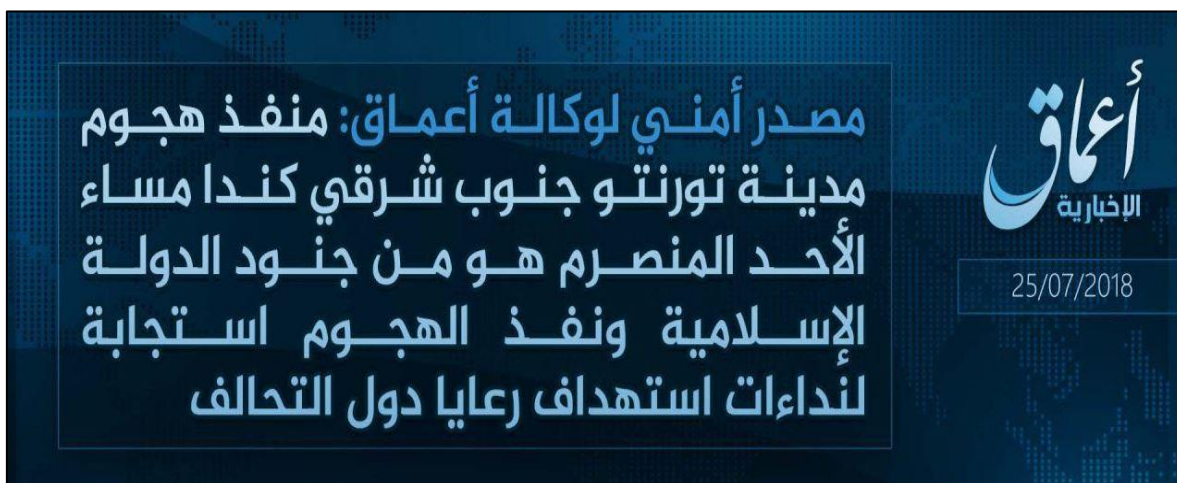 مصدر أمني لوكالة أعماق: منفذ هجوم
مدينة تورنتو جنوب شرقي كندا مساء
الأحد المنصرم هو من جنود الدولة
الإسلامية ونفذ الهجوم استجابة
لنداءات استهداف رعايا دول التحالف
أعماق
الإخبارية
25/07/2018